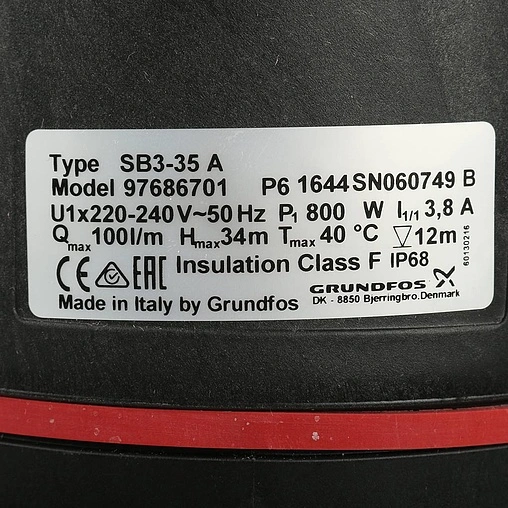 Type SB3-35 A
Model 97686701 P6 1644 SN060749 B
U1x220-240 V~50 Hz P1 800 W I1/1 3,8 A
Qmax 100l/m Hmax 34m Tmax 40 °C 12m
60130216
CE EAC Insulation Class F IP68
GRUNDFOS
Made in Italy by Grundfos DK - 8850 Bjerringbro.Denmark